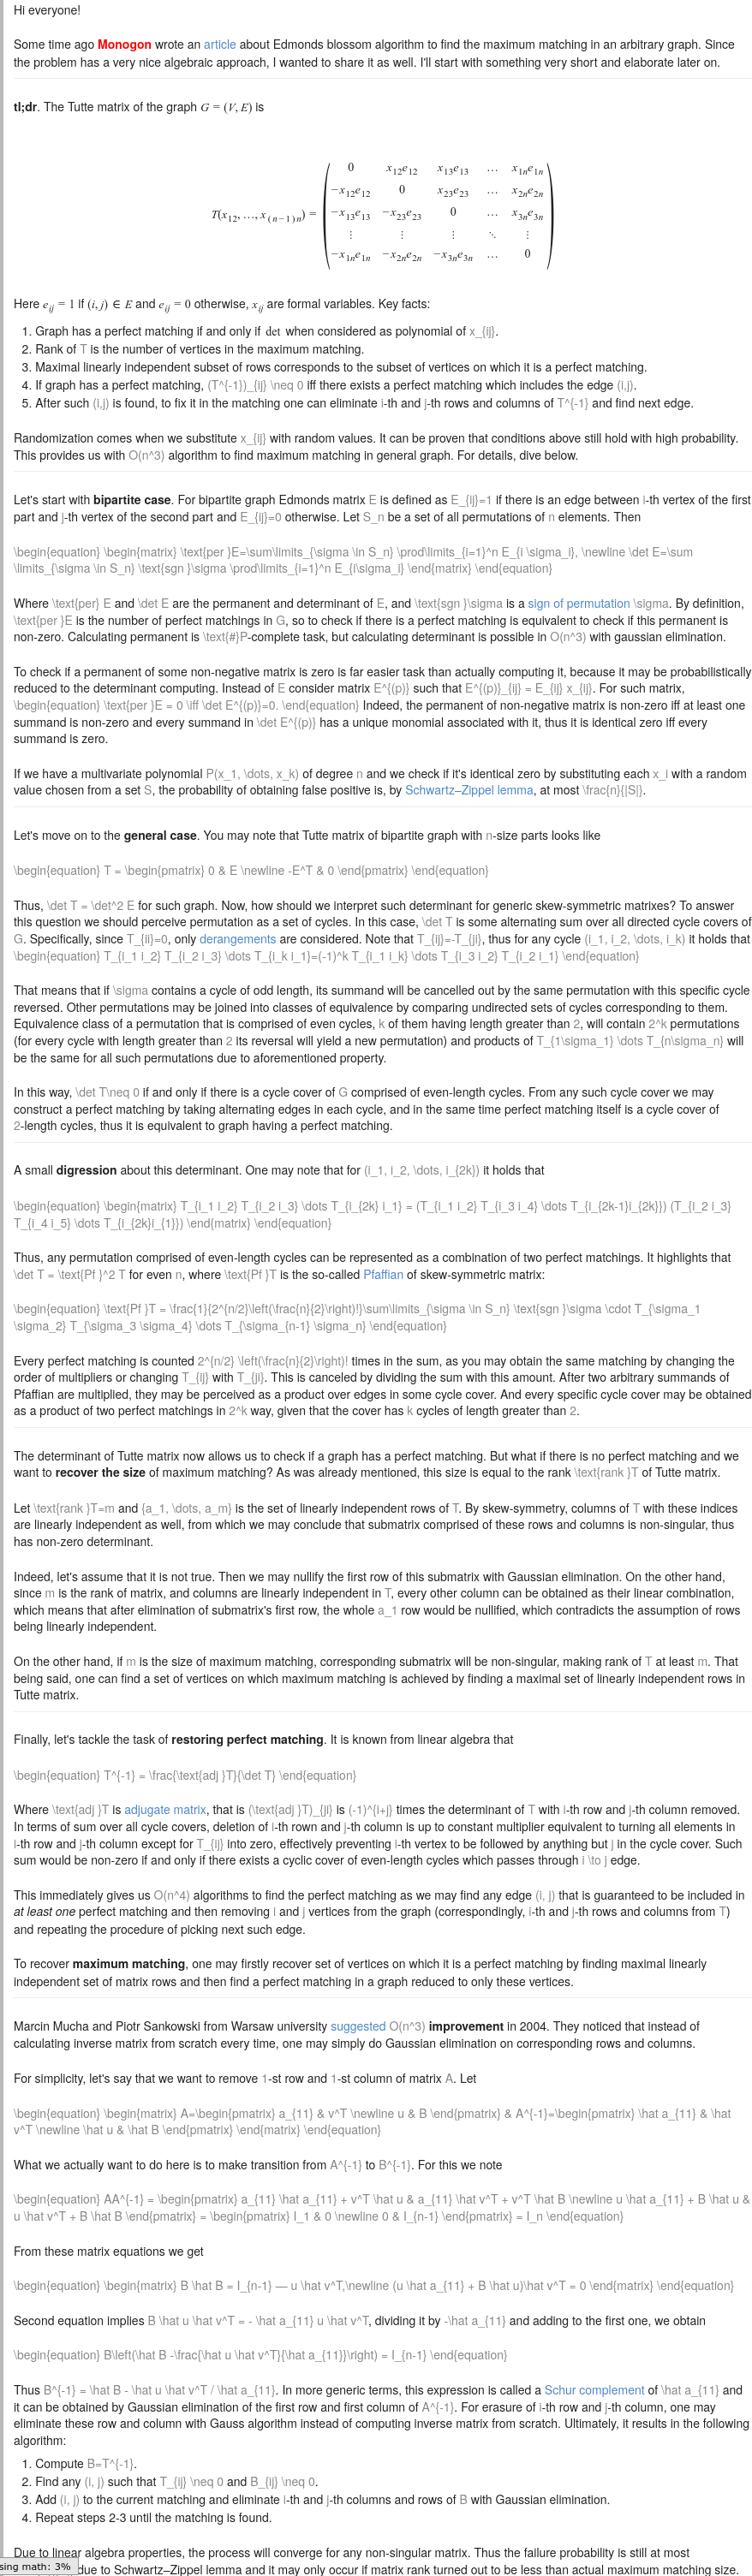 Hi everyone!
Some time ago Monogon wrote an article about Edmonds blossom algorithm to find the maximum matching in an arbitrary graph. Since
the problem has a very nice algebraic approach, I wanted to share it as well. I'll start with something very short and elaborate later on.
tl;dr. The Tutte matrix of the graph G = (V, E) is
T(x_{12}, …, x_{(n−1)n}) = ( 0 x_{12}e_{12} x_{13}e_{13} … x_{1n}e_{1n}
−x_{12}e_{12} 0 x_{23}e_{23} … x_{2n}e_{2n}
−x_{13}e_{13} −x_{23}e_{23} 0 … x_{3n}e_{3n}
⋮ ⋮ ⋮ ⋱ ⋮
−x_{1n}e_{1n} −x_{2n}e_{2n} −x_{3n}e_{3n} … 0 )
Here e_{ij} = 1 if (i, j) ∈ E and e_{ij} = 0 otherwise, x_{ij} are formal variables. Key facts:
1. Graph has a perfect matching if and only if det when considered as polynomial of x_{ij}.
2. Rank of T is the number of vertices in the maximum matching.
3. Maximal linearly independent subset of rows corresponds to the subset of vertices on which it is a perfect matching.
4. If graph has a perfect matching, (T^{-1})_{ij} \neq 0 iff there exists a perfect matching which includes the edge (i,j).
5. After such (i,j) is found, to fix it in the matching one can eliminate i-th and j-th rows and columns of T^{-1} and find next edge.
Randomization comes when we substitute x_{ij} with random values. It can be proven that conditions above still hold with high probability.
This provides us with O(n^3) algorithm to find maximum matching in general graph. For details, dive below.
Let's start with bipartite case. For bipartite graph Edmonds matrix E is defined as E_{ij}=1 if there is an edge between i-th vertex of the first
part and j-th vertex of the second part and E_{ij}=0 otherwise. Let S_n be a set of all permutations of n elements. Then
\begin{equation} \begin{matrix} \text{per }E=\sum\limits_{\sigma \in S_n} \prod\limits_{i=1}^n E_{i \sigma_i}, \newline \det E=\sum
\limits_{\sigma \in S_n} \text{sgn }\sigma \prod\limits_{i=1}^n E_{i\sigma_i} \end{matrix} \end{equation}
Where \text{per} E and \det E are the permanent and determinant of E, and \text{sgn }\sigma is a sign of permutation \sigma. By definition,
\text{per }E is the number of perfect matchings in G, so to check if there is a perfect matching is equivalent to check if this permanent is
non-zero. Calculating permanent is \text{#}P-complete task, but calculating determinant is possible in O(n^3) with gaussian elimination.
To check if a permanent of some non-negative matrix is zero is far easier task than actually computing it, because it may be probabilistically
reduced to the determinant computing. Instead of E consider matrix E^{(p)} such that E^{(p)}_{ij} = E_{ij} x_{ij}. For such matrix,
\begin{equation} \text{per }E = 0 \iff \det E^{(p)}=0. \end{equation} Indeed, the permanent of non-negative matrix is non-zero iff at least one
summand is non-zero and every summand in \det E^{(p)} has a unique monomial associated with it, thus it is identical zero iff every
summand is zero.
If we have a multivariate polynomial P(x_1, \dots, x_k) of degree n and we check if it's identical zero by substituting each x_i with a random
value chosen from a set S, the probability of obtaining false positive is, by Schwartz–Zippel lemma, at most \frac{n}{|S|}.
Let's move on to the general case. You may note that Tutte matrix of bipartite graph with n-size parts looks like
\begin{equation} T = \begin{pmatrix} 0 & E \newline -E^T & 0 \end{pmatrix} \end{equation}
Thus, \det T = \det^2 E for such graph. Now, how should we interpret such determinant for generic skew-symmetric matrixes? To answer
this question we should perceive permutation as a set of cycles. In this case, \det T is some alternating sum over all directed cycle covers of
G. Specifically, since T_{ii}=0, only derangements are considered. Note that T_{ij}=-T_{ji}, thus for any cycle (i_1, i_2, \dots, i_k) it holds that
\begin{equation} T_{i_1 i_2} T_{i_2 i_3} \dots T_{i_k i_1}=(-1)^k T_{i_1 i_k} \dots T_{i_3 i_2} T_{i_2 i_1} \end{equation}
That means that if \sigma contains a cycle of odd length, its summand will be cancelled out by the same permutation with this specific cycle
reversed. Other permutations may be joined into classes of equivalence by comparing undirected sets of cycles corresponding to them.
Equivalence class of a permutation that is comprised of even cycles, k of them having length greater than 2, will contain 2^k permutations
(for every cycle with length greater than 2 its reversal will yield a new permutation) and products of T_{1\sigma_1} \dots T_{n\sigma_n} will
be the same for all such permutations due to aforementioned property.
In this way, \det T\neq 0 if and only if there is a cycle cover of G comprised of even-length cycles. From any such cycle cover we may
construct a perfect matching by taking alternating edges in each cycle, and in the same time perfect matching itself is a cycle cover of
2-length cycles, thus it is equivalent to graph having a perfect matching.
A small digression about this determinant. One may note that for (i_1, i_2, \dots, i_{2k}) it holds that
\begin{equation} \begin{matrix} T_{i_1 i_2} T_{i_2 i_3} \dots T_{i_{2k} i_1} = (T_{i_1 i_2} T_{i_3 i_4} \dots T_{i_{2k-1}i_{2k}}) (T_{i_2 i_3}
T_{i_4 i_5} \dots T_{i_{2k}i_{1}}) \end{matrix} \end{equation}
Thus, any permutation comprised of even-length cycles can be represented as a combination of two perfect matchings. It highlights that
\det T = \text{Pf }^2 T for even n, where \text{Pf }T is the so-called Pfaffian of skew-symmetric matrix:
\begin{equation} \text{Pf }T = \frac{1}{2^{n/2}\left(\frac{n}{2}\right)!}\sum\limits_{\sigma \in S_n} \text{sgn }\sigma \cdot T_{\sigma_1
\sigma_2} T_{\sigma_3 \sigma_4} \dots T_{\sigma_{n-1} \sigma_n} \end{equation}
Every perfect matching is counted 2^{n/2} \left(\frac{n}{2}\right)! times in the sum, as you may obtain the same matching by changing the
order of multipliers or changing T_{ij} with T_{ji}. This is canceled by dividing the sum with this amount. After two arbitrary summands of
Pfaffian are multiplied, they may be perceived as a product over edges in some cycle cover. And every specific cycle cover may be obtained
as a product of two perfect matchings in 2^k way, given that the cover has k cycles of length greater than 2.
The determinant of Tutte matrix now allows us to check if a graph has a perfect matching. But what if there is no perfect matching and we
want to recover the size of maximum matching? As was already mentioned, this size is equal to the rank \text{rank }T of Tutte matrix.
Let \text{rank }T=m and {a_1, \dots, a_m} is the set of linearly independent rows of T. By skew-symmetry, columns of T with these indices
are linearly independent as well, from which we may conclude that submatrix comprised of these rows and columns is non-singular, thus
has non-zero determinant.
Indeed, let's assume that it is not true. Then we may nullify the first row of this submatrix with Gaussian elimination. On the other hand,
since m is the rank of matrix, and columns are linearly independent in T, every other column can be obtained as their linear combination,
which means that after elimination of submatrix's first row, the whole a_1 row would be nullified, which contradicts the assumption of rows
being linearly independent.
On the other hand, if m is the size of maximum matching, corresponding submatrix will be non-singular, making rank of T at least m. That
being said, one can find a set of vertices on which maximum matching is achieved by finding a maximal set of linearly independent rows in
Tutte matrix.
Finally, let's tackle the task of restoring perfect matching. It is known from linear algebra that
\begin{equation} T^{-1} = \frac{\text{adj }T}{\det T} \end{equation}
Where \text{adj }T is adjugate matrix, that is (\text{adj }T)_{ji} is (-1)^{i+j} times the determinant of T with i-th row and j-th column removed.
In terms of sum over all cycle covers, deletion of i-th rown and j-th column is up to constant multiplier equivalent to turning all elements in
i-th row and j-th column except for T_{ij} into zero, effectively preventing i-th vertex to be followed by anything but j in the cycle cover. Such
sum would be non-zero if and only if there exists a cyclic cover of even-length cycles which passes through i \to j edge.
This immediately gives us O(n^4) algorithms to find the perfect matching as we may find any edge (i, j) that is guaranteed to be included in
at least one perfect matching and then removing i and j vertices from the graph (correspondingly, i-th and j-th rows and columns from T)
and repeating the procedure of picking next such edge.
To recover maximum matching, one may firstly recover set of vertices on which it is a perfect matching by finding maximal linearly
independent set of matrix rows and then find a perfect matching in a graph reduced to only these vertices.
Marcin Mucha and Piotr Sankowski from Warsaw university suggested O(n^3) improvement in 2004. They noticed that instead of
calculating inverse matrix from scratch every time, one may simply do Gaussian elimination on corresponding rows and columns.
For simplicity, let's say that we want to remove 1-st row and 1-st column of matrix A. Let
\begin{equation} \begin{matrix} A=\begin{pmatrix} a_{11} & v^T \newline u & B \end{pmatrix} & A^{-1}=\begin{pmatrix} \hat a_{11} & \hat
v^T \newline \hat u & \hat B \end{pmatrix} \end{matrix} \end{equation}
What we actually want to do here is to make transition from A^{-1} to B^{-1}. For this we note
\begin{equation} AA^{-1} = \begin{pmatrix} a_{11} \hat a_{11} + v^T \hat u & a_{11} \hat v^T + v^T \hat B \newline u \hat a_{11} + B \hat u &
u \hat v^T + B \hat B \end{pmatrix} = \begin{pmatrix} I_1 & 0 \newline 0 & I_{n-1} \end{pmatrix} = I_n \end{equation}
From these matrix equations we get
\begin{equation} \begin{matrix} B \hat B = I_{n-1} — u \hat v^T,\newline (u \hat a_{11} + B \hat u)\hat v^T = 0 \end{matrix} \end{equation}
Second equation implies B \hat u \hat v^T = - \hat a_{11} u \hat v^T, dividing it by -\hat a_{11} and adding to the first one, we obtain
\begin{equation} B\left(\hat B -\frac{\hat u \hat v^T}{\hat a_{11}}\right) = I_{n-1} \end{equation}
Thus B^{-1} = \hat B - \hat u \hat v^T / \hat a_{11}. In more generic terms, this expression is called a Schur complement of \hat a_{11} and
it can be obtained by Gaussian elimination of the first row and first column of A^{-1}. For erasure of i-th row and j-th column, one may
eliminate these row and column with Gauss algorithm instead of computing inverse matrix from scratch. Ultimately, it results in the following
algorithm:
1. Compute B=T^{-1}.
2. Find any (i, j) such that T_{ij} \neq 0 and B_{ij} \neq 0.
3. Add (i, j) to the current matching and eliminate i-th and j-th columns and rows of B with Gaussian elimination.
4. Repeat steps 2-3 until the matching is found.
Due to linear algebra properties, the process will converge for any non-singular matrix. Thus the failure probability is still at most
sing math: 3% due to Schwartz–Zippel lemma and it may only occur if matrix rank turned out to be less than actual maximum matching size.